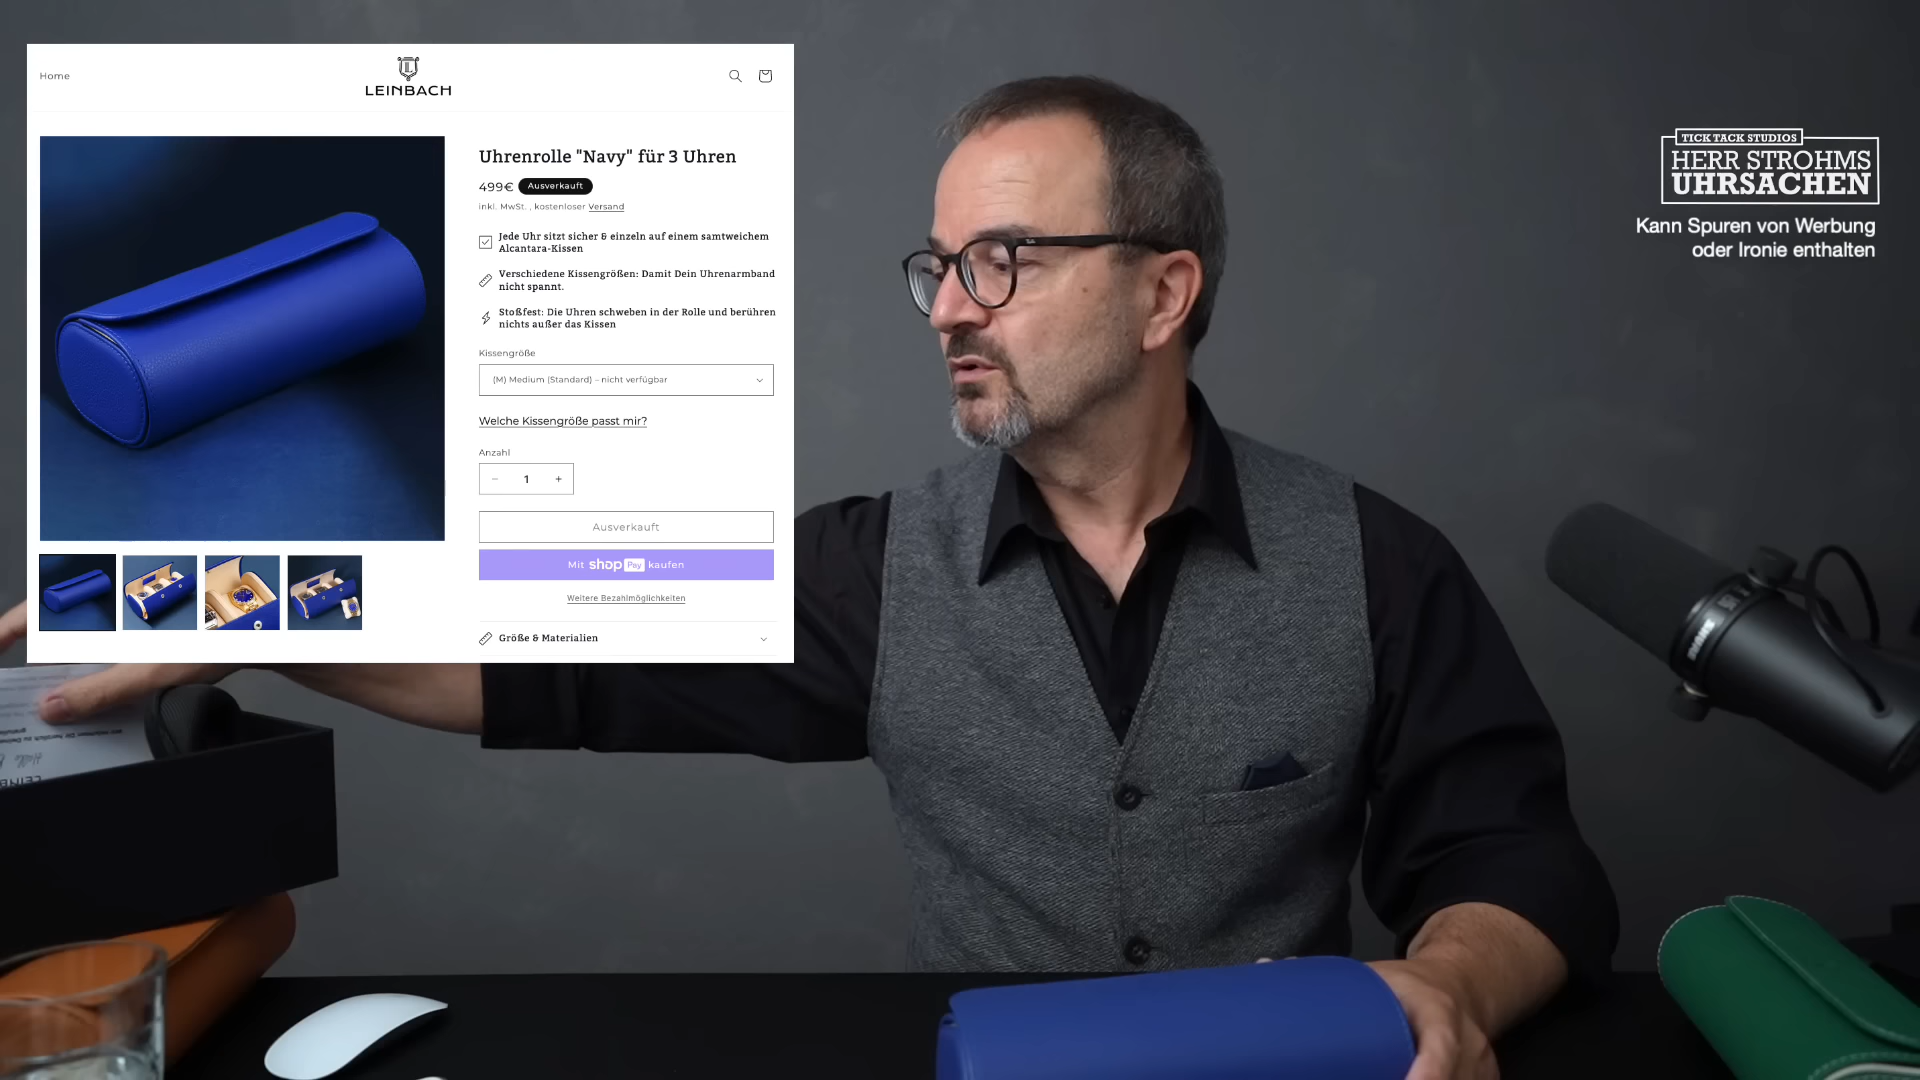 Home
LEINBACH
Uhrenrolle "Navy" für 3 Uhren
499€ Ausverkauft
inkl. MwSt. , kostenloser Versand
Jede Uhr sitzt sicher & einzeln auf einem samtweichem
Alcantara-Kissen
Verschiedene Kissengrößen: Damit Dein Uhrenarmband
nicht spannt.
Stoßfest: Die Uhren schweben in der Rolle und berühren
nichts außer das Kissen
Kissengröße
(M) Medium (Standard) – nicht verfügbar
Welche Kissengröße passt mir?
Anzahl
− 1 +
Ausverkauft
Mit shop Pay kaufen
Weitere Bezahlmöglichkeiten
Größe & Materialien
TICK TACK STUDIOS
HERR STROHMS
UHRSACHEN
Kann Spuren von Werbung
oder Ironie enthalten
SHURE